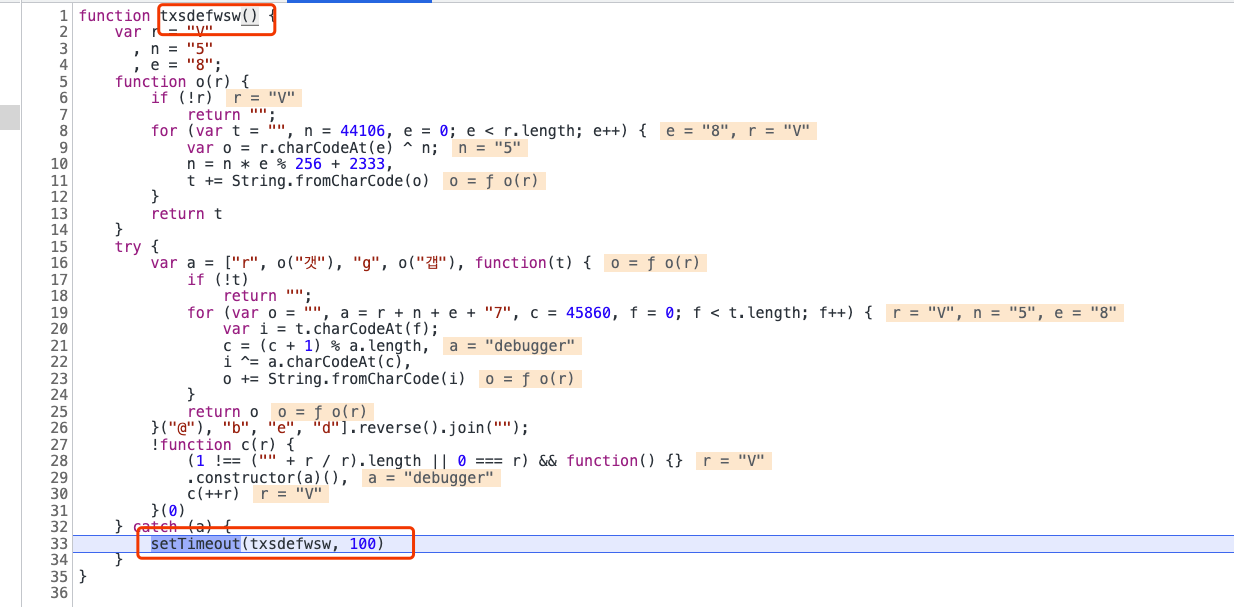 1 function txsdefwsw() {
2 var r = "V"
3 , n = "5"
4 , e = "8";
5 function o(r) {
6 if (!r) r = "V"
7 return "";
8 for (var t = "", n = 44106, e = 0; e < r.length; e++) { e = "8", r = "V"
9 var o = r.charCodeAt(e) ^ n; n = "5"
10 n = n * e % 256 + 2333,
11 t += String.fromCharCode(o) o = ƒ o(r)
12 }
13 return t
14 }
15 try {
16 var a = ["r", o("갯"), "g", o("갭"), function(t) { o = ƒ o(r)
17 if (!t)
18 return "";
19 for (var o = "", a = r + n + e + "7", c = 45860, f = 0; f < t.length; f++) { r = "V", n = "5", e = "8"
20 var i = t.charCodeAt(f);
21 c = (c + 1) % a.length, a = "debugger"
22 i ^= a.charCodeAt(c),
23 o += String.fromCharCode(i) o = ƒ o(r)
24 }
25 return o o = ƒ o(r)
26 }("@"), "b", "e", "d"].reverse().join("");
27 !function c(r) {
28 (1 !== ("" + r / r).length || 0 === r) && function() {} r = "V"
29 .constructor(a)(), a = "debugger"
30 c(++r) r = "V"
31 }(0)
32 } catch (a) {
33 setTimeout(txsdefwsw, 100)
34 }
35 }
36